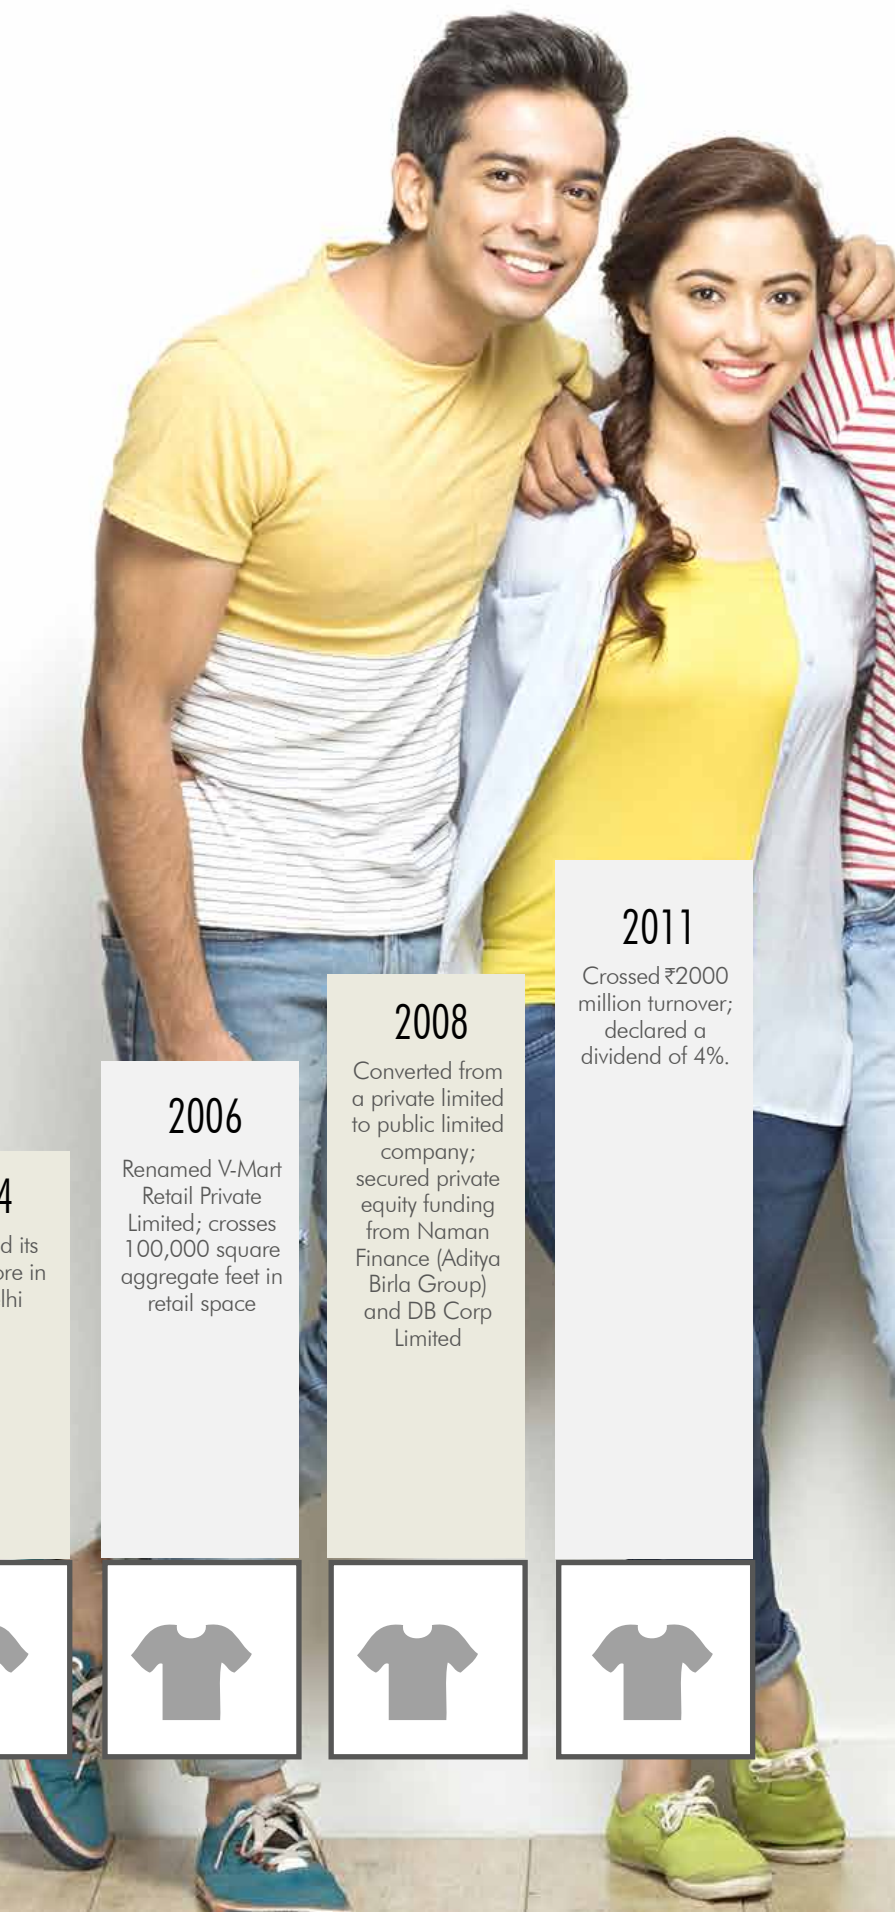 4
d its
ore in
lhi
2006
Renamed V-Mart
Retail Private
Limited; crosses
100,000 square
aggregate feet in
retail space
2008
Converted from
a private limited
to public limited
company;
secured private
equity funding
from Naman
Finance (Aditya
Birla Group)
and DB Corp
Limited
2011
Crossed ₹2000
million turnover;
declared a
dividend of 4%.